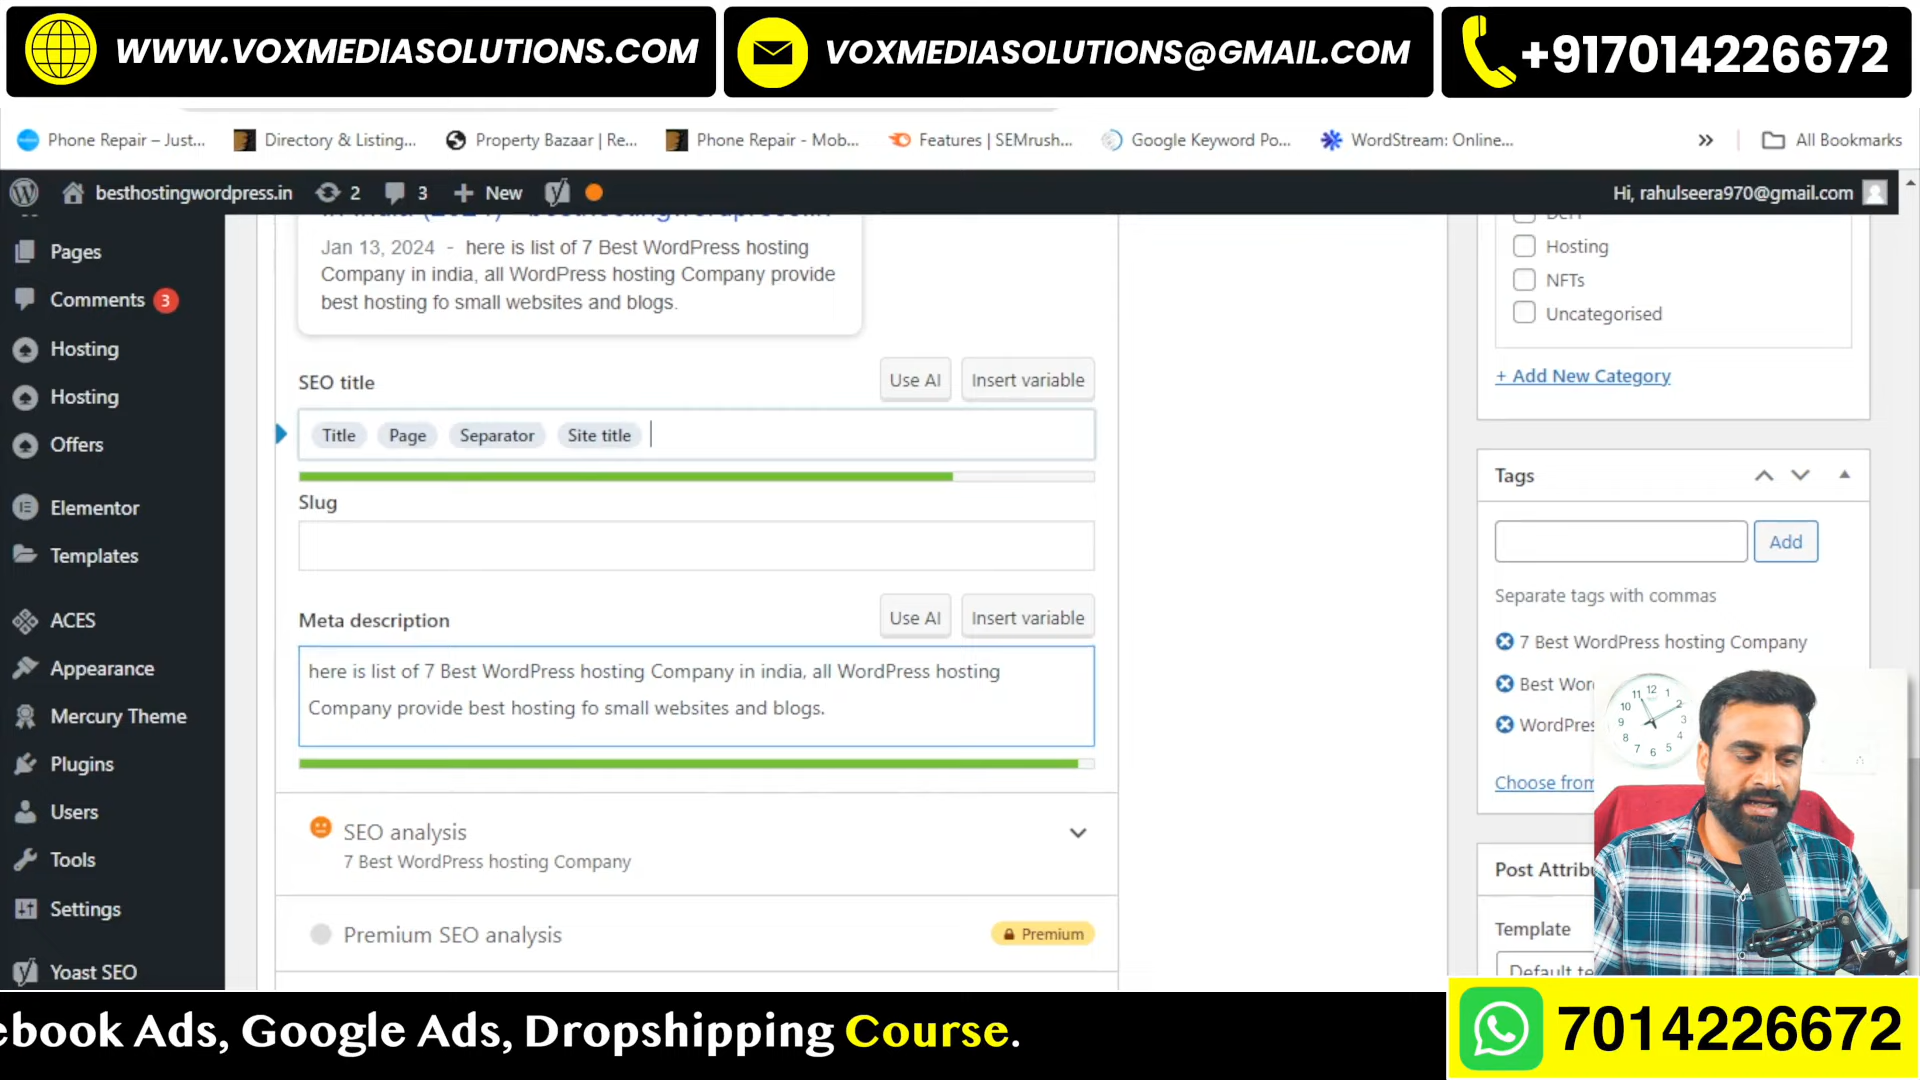 WWW.VOXMEDIASOLUTIONS.COM
VOXMEDIASOLUTIONS@GMAIL.COM
+917014226672
Phone Repair – Just...
Directory & Listing...
Property Bazaar | Re...
Phone Repair - Mob...
Features | SEMrush...
Google Keyword Po...
WordStream: Online...
»
All Bookmarks
besthostingwordpress.in
2
3
New
Hi, rahulseera970@gmail.com
Pages
Comments 3
Hosting
Hosting
Offers
Elementor
Templates
ACES
Appearance
Mercury Theme
Plugins
Users
Tools
Settings
Yoast SEO
Jan 13, 2024 - here is list of 7 Best WordPress hosting
Company in india, all WordPress hosting Company provide
best hosting fo small websites and blogs.
SEO title
Use AI
Insert variable
Title Page Separator Site title
Slug
Meta description
Use AI
Insert variable
here is list of 7 Best WordPress hosting Company in india, all WordPress hosting
Company provide best hosting fo small websites and blogs.
SEO analysis
7 Best WordPress hosting Company
Premium SEO analysis
Premium
Hosting
NFTs
Uncategorised
+ Add New Category
Tags
Add
Separate tags with commas
7 Best WordPress hosting Company
Best Wor
WordPres
Choose from
Post Attribu
Template
Default te
ebook Ads, Google Ads, Dropshipping Course.
7014226672